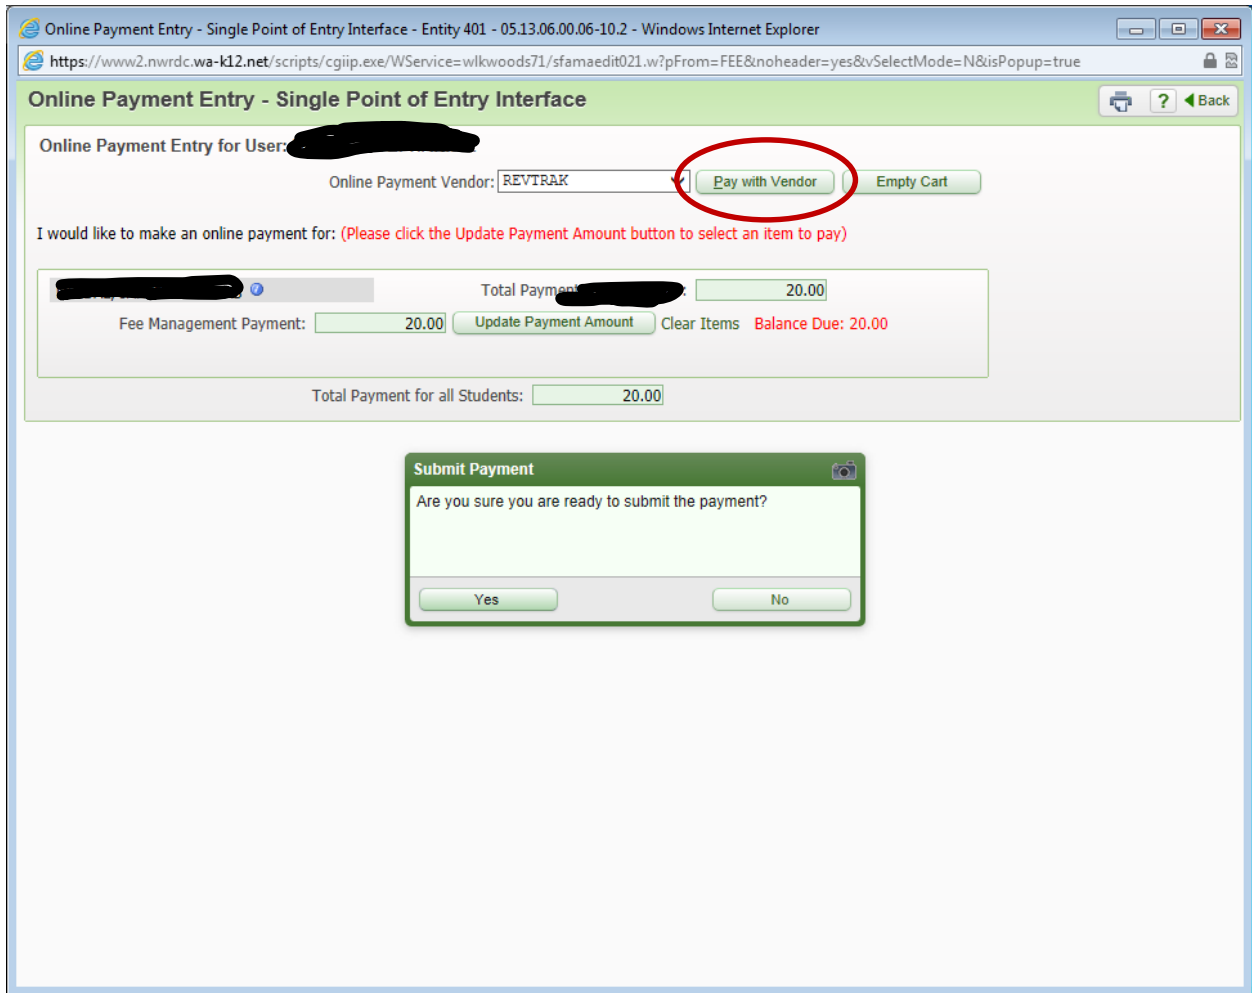 Online Payment Entry - Single Point of Entry Interface - Entity 401 - 05.13.06.00.06-10.2 - Windows Internet Explorer
https://www2.nwrdc.wa-k12.net/scripts/cgiip.exe/WService=wlkwoods71/sfamaedit021.w?pFrom=FEE&noheader=yes&vSelectMode=N&isPopup=true
Online Payment Entry - Single Point of Entry Interface ? Back
Online Payment Entry for User:
Online Payment Vendor: REVTRAK Pay with Vendor Empty Cart
I would like to make an online payment for: (Please click the Update Payment Amount button to select an item to pay)
Total Payment : 20.00
Fee Management Payment: 20.00 Update Payment Amount Clear Items Balance Due: 20.00
Total Payment for all Students: 20.00
Submit Payment
Are you sure you are ready to submit the payment?
Yes No